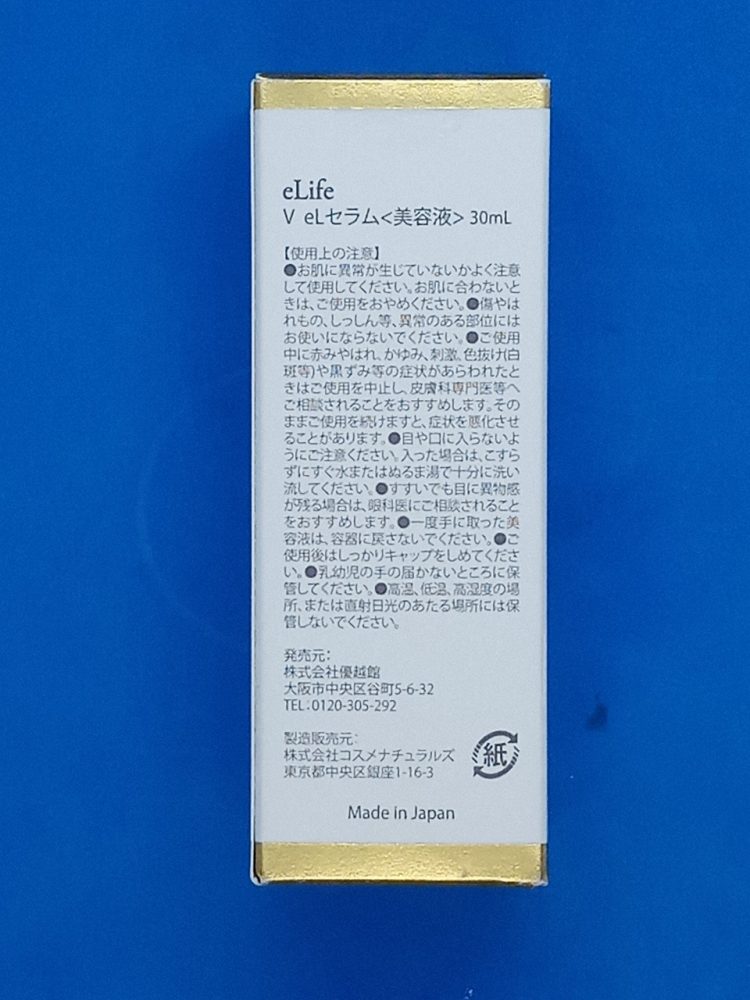 eLife
V eLセラム<美容液> 30mL
【使用上の注意】
●お肌に異常が生じていないかよく注意
して使用してください。お肌に合わないと
きは、ご使用をおやめください。●傷やは
れもの、しっしん等、異常のある部位には
お使いにならないでください。●ご使用
中に赤みやはれ、かゆみ、刺激、色抜け(白
斑等)や黒ずみ等の症状があらわれたと
きはご使用を中止し、皮膚科専門医等へ
ご相談されることをおすすめします。その
ままご使用を続けますと、症状を悪化させ
ることがあります。●目や口に入らないよ
うにご注意ください。入った場合は、こすら
ずにすぐ水またはぬるま湯で十分に洗い
流してください。●すすいでも目に異物感
が残る場合は、眼科医にご相談されること
をおすすめします。●一度手に取った美
容液は、容器に戻さないでください。●ご
使用後はしっかりキャップをしめてくださ
い。●乳幼児の手の届かないところに保
管してください。●高温、低温、高湿度の場
所、または直射日光のあたる場所には保
管しないでください。
発売元:
株式会社優越館
大阪市中央区谷町5-6-32
TEL:0120-305-292
製造販売元:
株式会社コスメナチュラルズ
東京都中央区銀座1-16-3
紙
Made in Japan